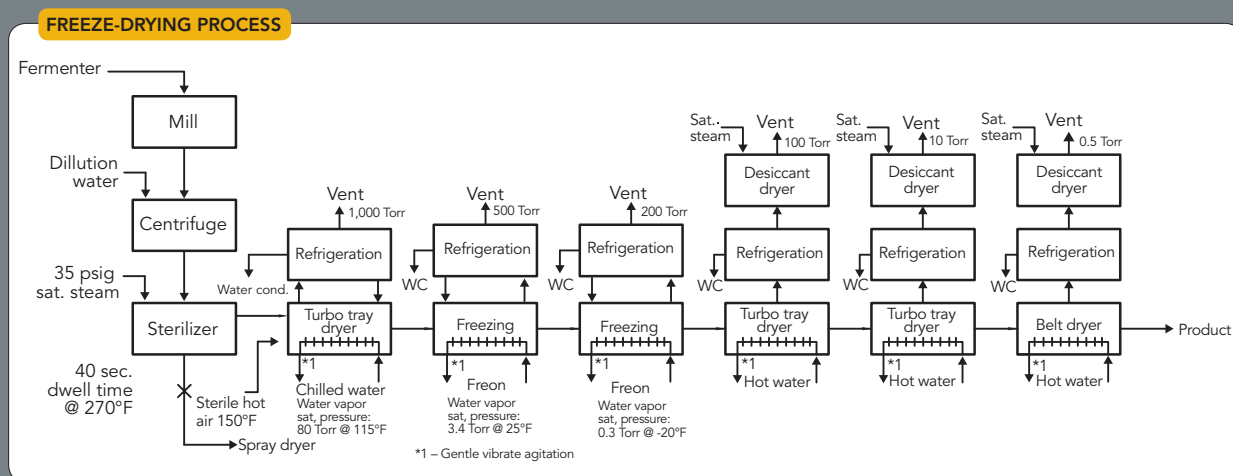 FREEZE-DRYING PROCESS
Fermenter
Mill
Dillution
water
Centrifuge
35 psig
sat. steam
Sterilizer
40 sec.
dwell time
@ 270°F
Spray dryer
Sterile hot
air 150°F
Vent
1,000 Torr
Refrigeration
Water cond.
Turbo tray
dryer
*1
Chilled water
Water vapor
sat, pressure:
80 Torr @ 115°F
Vent
500 Torr
Refrigeration
WC
Freezing
*1
Freon
Water vapor
sat, pressure:
3.4 Torr @ 25°F
Vent
200 Torr
Refrigeration
WC
Freezing
*1
Freon
Water vapor
sat, pressure:
0.3 Torr @ -20°F
*1 – Gentle vibrate agitation
Sat..
steam
Vent
100 Torr
Desiccant
dryer
Refrigeration
WC
Turbo tray
dryer
*1
Hot water
Sat.
steam
Vent
10 Torr
Desiccant
dryer
Refrigeration
WC
Turbo tray
dryer
*1
Hot water
Sat.
steam
Vent
0.5 Torr
Desiccant
dryer
Refrigeration
WC
Belt dryer
*1
Hot water
Product